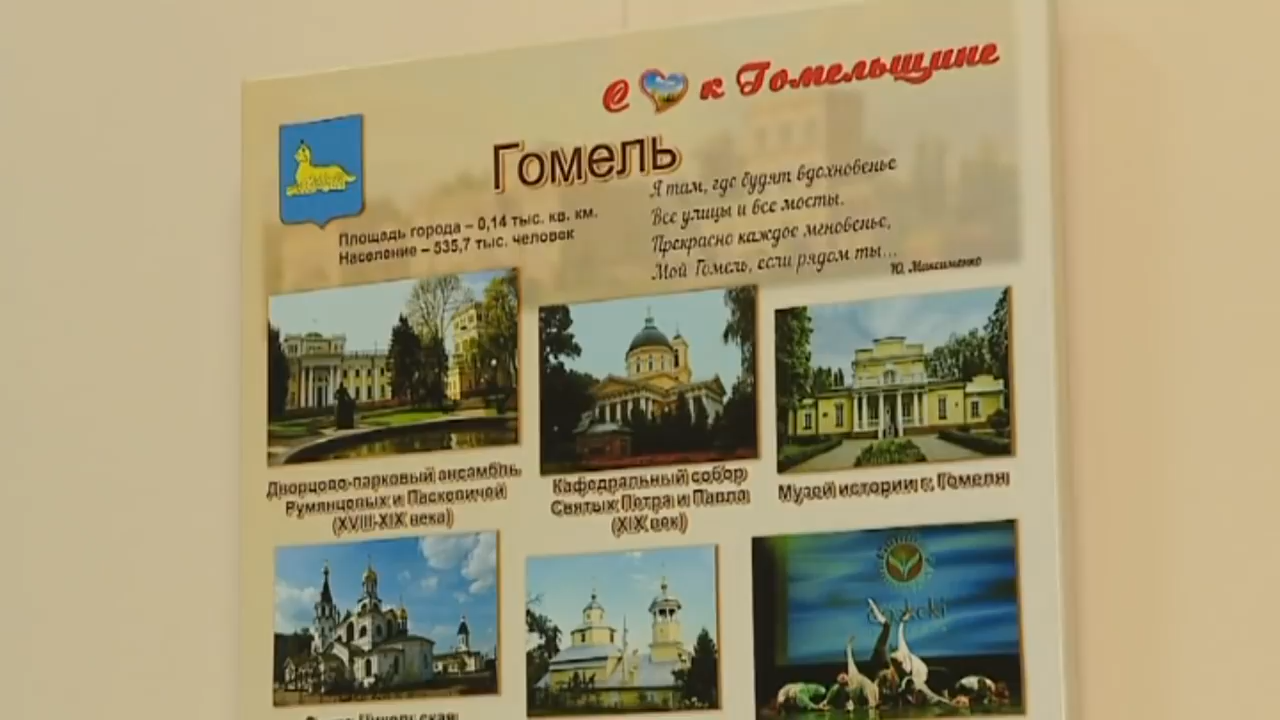 С к Гомельщине
Гомель
Площадь города – 0,14 тыс. кв. км.
Население – 535,7 тыс. человек
Я там, где будят вдохновенье
Все улицы и все мосты.
Прекрасно каждое мгновенье,
Мой Гомель, если рядом ты...
Ю. Максименко
Дворцово-парковый ансамбль
Румянцевых и Паскевичей
(XVIII-XIX века)
Кафедральный собор
Святых Петра и Павла
(XIX век)
Музей истории г. Гомеля